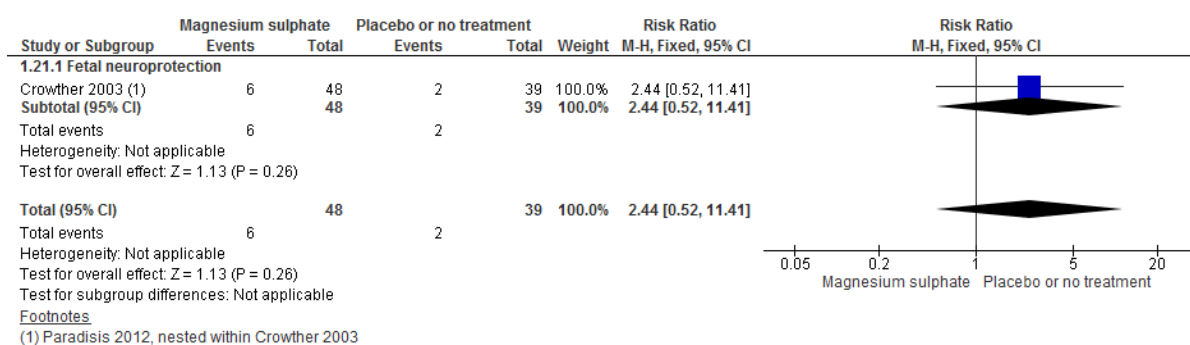 Magnesium sulphate Placebo or no treatment Risk Ratio Risk Ratio
Study or Subgroup Events Total Events Total Weight M-H, Fixed, 95% CI M-H, Fixed, 95% CI
1.21.1 Fetal neuroprotection
Crowther 2003 (1) 6 48 2 39 100.0% 2.44 [0.52, 11.41]
Subtotal (95% CI) 48 39 100.0% 2.44 [0.52, 11.41]
Total events 6 2
Heterogeneity: Not applicable
Test for overall effect: Z = 1.13 (P = 0.26)
Total (95% CI) 48 39 100.0% 2.44 [0.52, 11.41]
Total events 6 2
Heterogeneity: Not applicable
Test for overall effect: Z = 1.13 (P = 0.26)
Test for subgroup differences: Not applicable
0.05 0.2 1 5 20
Magnesium sulphate Placebo or no treatment
Footnotes
(1) Paradisis 2012, nested within Crowther 2003